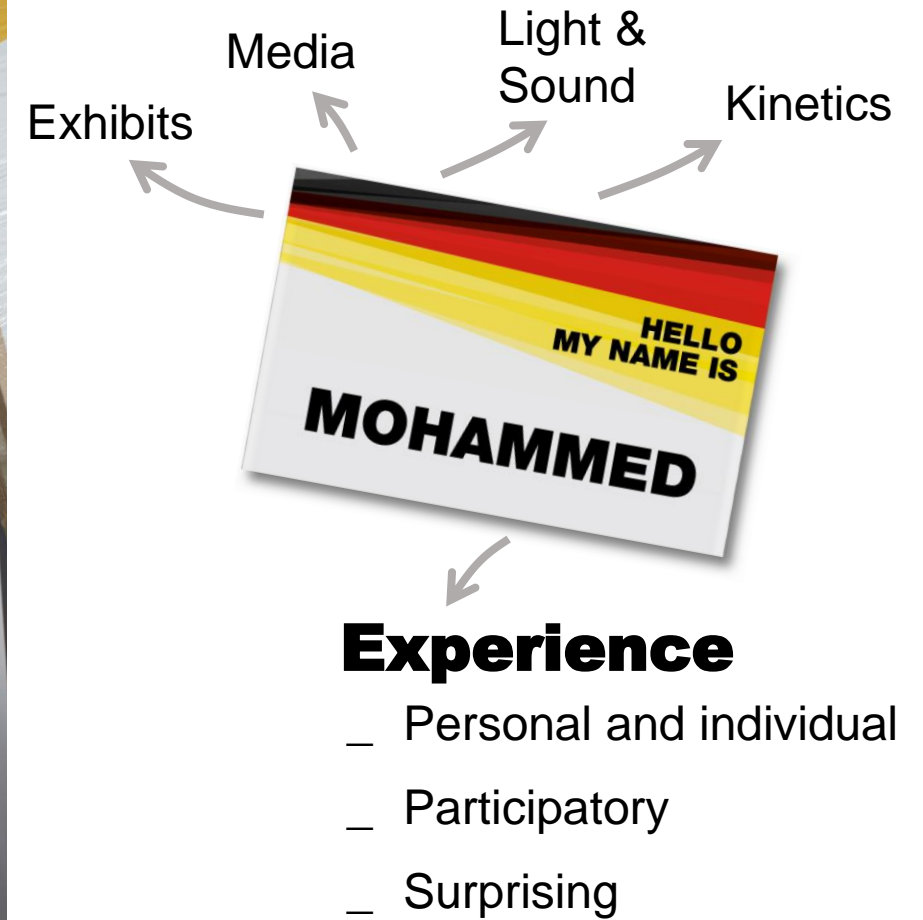 Exhibits
Media
Light &
Sound
Kinetics
HELLO
MY NAME IS
MOHAMMED
Experience
_ Personal and individual
_ Participatory
_ Surprising